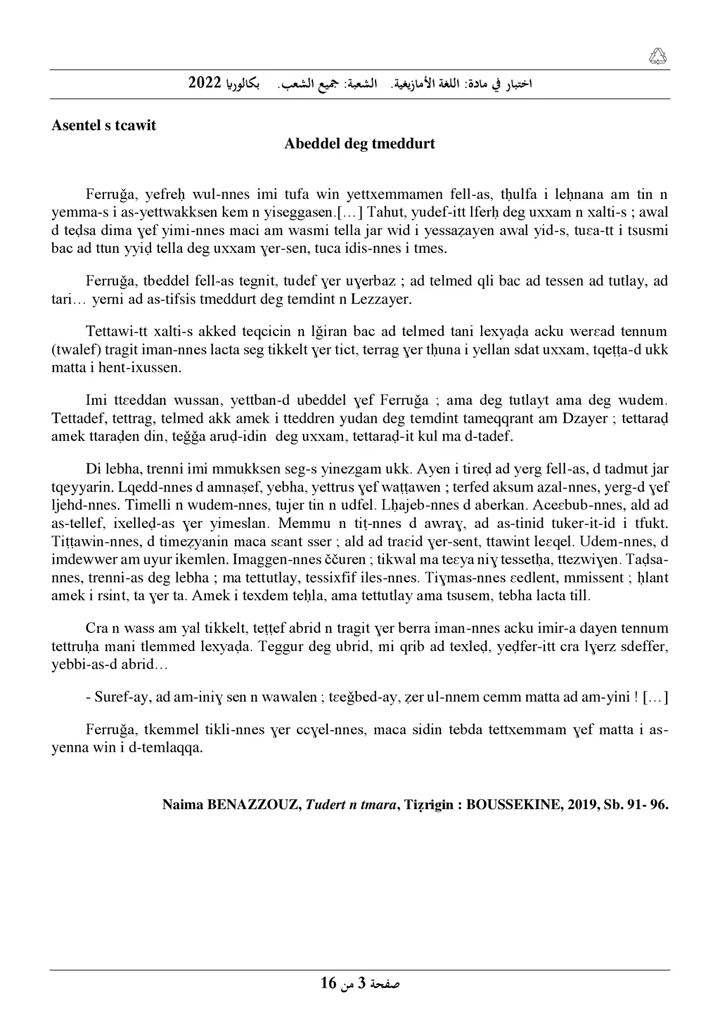 اختبار في مادة: اللغة الأمازيغية. الشعبة: جميع الشعب. بكالوريا 2022
Asentel s tcawit
Abeddel deg tmeddurt
Ferruğa, yefreḥ wul-nnes imi tufa win yettxemmamen fell-as, tḥulfa i leḥnana am tin n
yemma-s i as-yettwakksen kem n yiseggasen.[…] Tahut, yudef-itt lferḥ deg uxxam n xalti-s ; awal
d teḍsa dima ɣef yimi-nnes maci am wasmi tella jar wid i yessaẓayen awal yid-s, tuɛa-tt i tsusmi
bac ad ttun yyiḍ tella deg uxxam ɣer-sen, tuca idis-nnes i tmes.
Ferruğa, tbeddel fell-as tegnit, tudef ɣer uɣerbaz ; ad telmed qli bac ad tessen ad tutlay, ad
tari… yerni ad as-tifsis tmeddurt deg temdint n Lezzayer.
Tettawi-tt xalti-s akked teqcicin n lğiran bac ad telmed tani lexyaḍa acku werɛad tennum
(twalef) tragit iman-nnes lacta seg tikkelt ɣer tict, terrag ɣer tḥuna i yellan sdat uxxam, tqeṭṭa-d ukk
matta i hent-ixussen.
Imi ttɛeddan wussan, yettban-d ubeddel ɣef Ferruğa ; ama deg tutlayt ama deg wudem.
Tettadef, tettrag, telmed akk amek i tteddren yudan deg temdint tameqqrant am Dzayer ; tettaraḍ
amek ttaraḍen din, teğğa aruḍ-idin deg uxxam, tettaraḍ-it kul ma d-tadef.
Di lebha, trenni imi mmukksen seg-s yinezgam ukk. Ayen i tireḍ ad yerg fell-as, d tadmut jar
tqeyyarin. Lqedd-nnes d amnaṣef, yebha, yettrus ɣef waṭṭawen ; terfed aksum azal-nnes, yerg-d ɣef
ljehd-nnes. Timelli n wudem-nnes, tujer tin n udfel. Lḥajeb-nnes d aberkan. Aceɛbub-nnes, ald ad
as-tellef, ixelleḍ-as ɣer yimeslan. Memmu n tiṭ-nnes d awraɣ, ad as-tinid tuker-it-id i tfukt.
Tiṭṭawin-nnes, d timeẓyanin maca sɛant sser ; ald ad traɛid ɣer-sent, ttawint leɛqel. Udem-nnes, d
imdewwer am uyur ikemlen. Imaggen-nnes ččuren ; tikwal ma teɛya niɣ tessetḥa, ttezwiɣen. Taḍsa-
nnes, trenni-as deg lebha ; ma tettutlay, tessixfif iles-nnes. Tiɣmas-nnes ɛedlent, mmissent ; ḥlant
amek i rsint, ta ɣer ta. Amek i texdem teḥla, ama tettutlay ama tsusem, tebha lacta till.
Cra n wass am yal tikkelt, teṭṭef abrid n tragit ɣer berra iman-nnes acku imir-a dayen tennum
tettruḥa mani tlemmed lexyaḍa. Teggur deg ubrid, mi qrib ad texleḍ, yeḍfer-itt cra lɣerz sdeffer,
yebbi-as-d abrid…
- Suref-ay, ad am-iniɣ sen n wawalen ; tɛeğbed-ay, ẓer ul-nnem cemm matta ad am-yini ! […]
Ferruğa, tkemmel tikli-nnes ɣer ccɣel-nnes, maca sidin tebda tettxemmam ɣef matta i as-
yenna win i d-temlaqqa.
Naima BENAZZOUZ, Tudert n tmara, Tiẓrigin : BOUSSEKINE, 2019, Sb. 91- 96.
صفحة 3 من 16